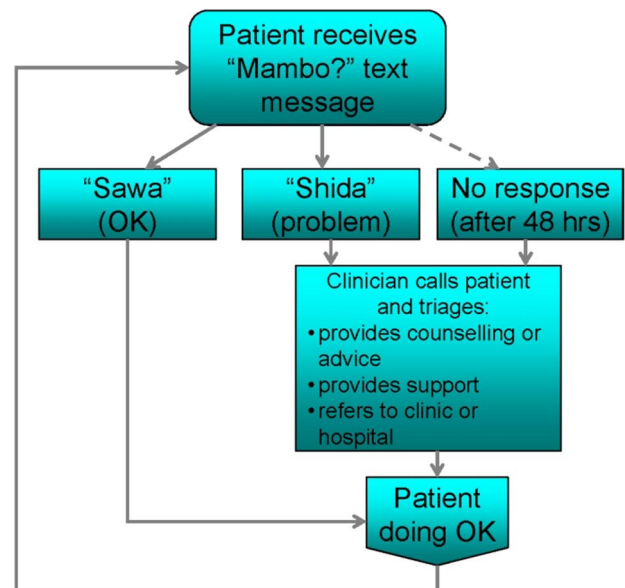 Patient receives
“Mambo?” text
message
“Sawa”
(OK)
“Shida”
(problem)
No response
(after 48 hrs)
Clinician calls patient
and triages:
•provides counselling or
advice
•provides support
•refers to clinic or
hospital
Patient
doing OK